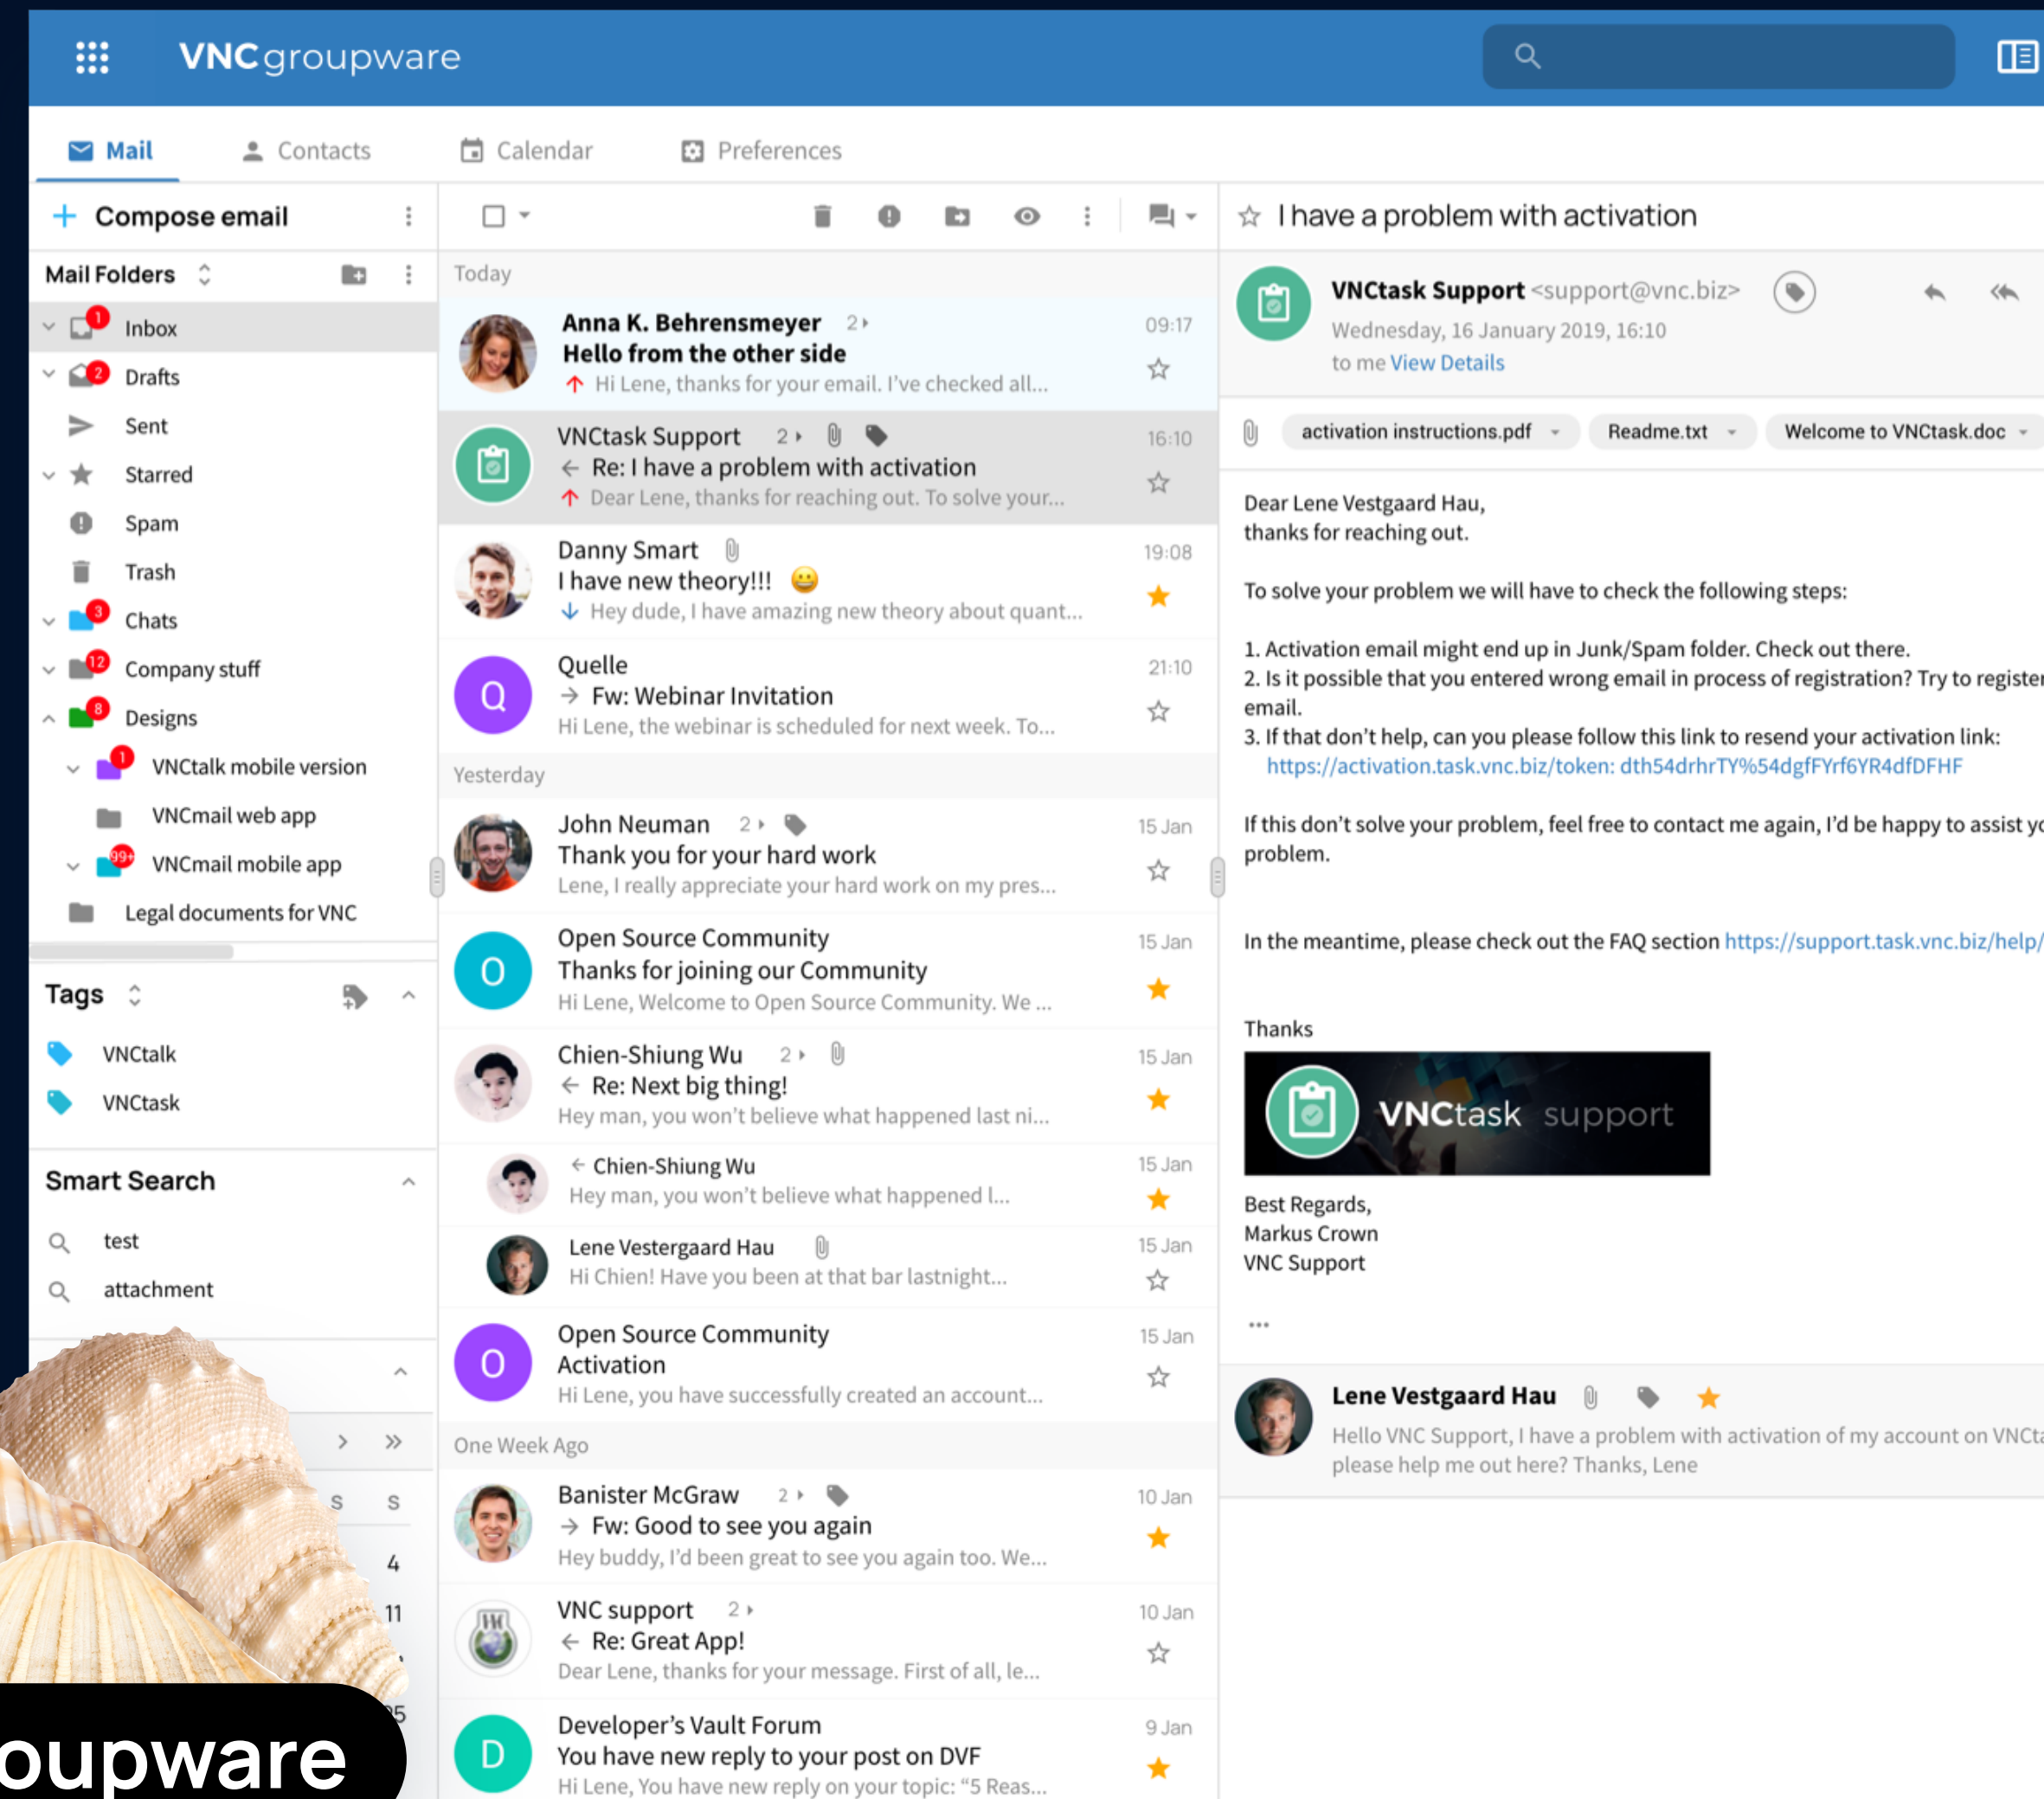 VNCgroupware
Mail
Contacts
Calendar
Preferences
Compose email
Mail Folders
1
Inbox
2
Drafts
Sent
Starred
Spam
Trash
3
Chats
12
Company stuff
8
Designs
1
VNCtalk mobile version
VNCmail web app
99+
VNCmail mobile app
Legal documents for VNC
Tags
VNCtalk
VNCtask
Smart Search
test
attachment
S S
4
11
oupware
Today
Anna K. Behrensmeyer 2 09:17
Hello from the other side
Hi Lene, thanks for your email. I've checked all...
VNCtask Support 2 16:10
← Re: I have a problem with activation
Dear Lene, thanks for reaching out. To solve your...
Danny Smart 19:08
I have new theory!!! 😀
Hey dude, I have amazing new theory about quant...
Q
Quelle 21:10
→ Fw: Webinar Invitation
Hi Lene, the webinar is scheduled for next week. To...
Yesterday
John Neuman 2 15 Jan
Thank you for your hard work
Lene, I really appreciate your hard work on my pres...
O
Open Source Community 15 Jan
Thanks for joining our Community
Hi Lene, Welcome to Open Source Community. We ...
Chien-Shiung Wu 2 15 Jan
← Re: Next big thing!
Hey man, you won't believe what happened last ni...
← Chien-Shiung Wu 15 Jan
Hey man, you won't believe what happened l...
Lene Vestergaard Hau 15 Jan
Hi Chien! Have you been at that bar lastnight...
O
Open Source Community 15 Jan
Activation
Hi Lene, you have successfully created an account...
One Week Ago
Banister McGraw 2 10 Jan
→ Fw: Good to see you again
Hey buddy, I'd been great to see you again too. We...
VNC support 2 10 Jan
← Re: Great App!
Dear Lene, thanks for your message. First of all, le...
D
Developer's Vault Forum 9 Jan
You have new reply to your post on DVF
Hi Lene, You have new reply on your topic: "5 Reas...
I have a problem with activation
VNCtask Support <support@vnc.biz>
Wednesday, 16 January 2019, 16:10
to me View Details
activation instructions.pdf
Readme.txt
Welcome to VNCtask.doc
Dear Lene Vestgaard Hau,
thanks for reaching out.
To solve your problem we will have to check the following steps:
1. Activation email might end up in Junk/Spam folder. Check out there.
2. Is it possible that you entered wrong email in process of registration? Try to register
email.
3. If that don't help, can you please follow this link to resend your activation link:
https://activation.task.vnc.biz/token: dth54drhrTY%54dgfFYrf6YR4dfDFHF
If this don't solve your problem, feel free to contact me again, I'd be happy to assist yo
problem.
In the meantime, please check out the FAQ section https://support.task.vnc.biz/help/
Thanks
VNCtask support
Best Regards,
Markus Crown
VNC Support
...
Lene Vestgaard Hau
Hello VNC Support, I have a problem with activation of my account on VNCta
please help me out here? Thanks, Lene